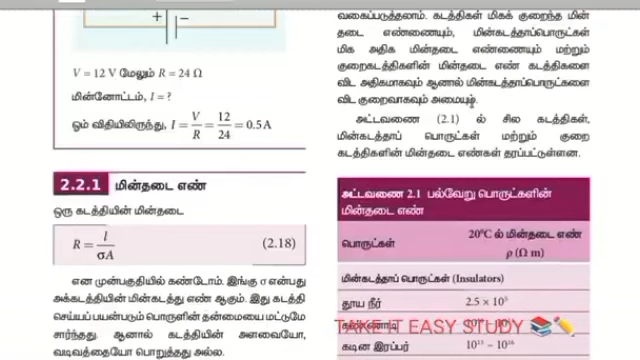 V = 12 V மேலும் R = 24 Ω
மின்னோட்டம், I = ?
ஓம் விதியிலிருந்து, I = V/R = 12/24 = 0.5 A
2.2.1 மின்தடை எண்
ஒரு கடத்தியின் மின்தடை
R = l/σA (2.18)
என முன்பகுதியில் கண்டோம். இங்கு σ என்பது
அக்கடத்தியின் மின்கடத்து எண் ஆகும். இது கடத்தி
செய்யப் பயன்படும் பொருளின் தன்மையை மட்டுமே
சார்ந்தது. ஆனால் கடத்தியின் அளவையோ,
வடிவத்தையோ பொறுத்தது அல்ல.
வகைப்படுத்தலாம். கடத்திகள் மிகக் குறைந்த மின்
தடை எண்ணையும், மின்கடத்தாப்பொருட்கள்
மிக அதிக மின்தடை எண்ணையும் மற்றும்
குறைகடத்திகளின் மின்தடை எண் கடத்திகளை
விட அதிகமாகவும் ஆனால் மின்கடத்தாப்பொருளை
விட குறைவாகவும் அமையும்.
அட்டவணை (2.1) ல் சில கடத்திகள்,
மின்கடத்தாப் பொருட்கள் மற்றும் குறை
கடத்திகளின் மின்தடை எண்கள் தரப்பட்டுள்ளன.
அட்டவணை 2.1 பல்வேறு பொருட்களின்
மின்தடை எண்
பொருட்கள் 20°C ல் மின்தடை எண்
ρ (Ω m)
மின்கடத்தாப் பொருட்கள் (Insulators)
தூய நீர் 2.5 × 10⁵
கண்ணாடி
TAKE IT EASY STUDY 📚✏️
கடின இரப்பர் 10¹³ – 10¹⁶